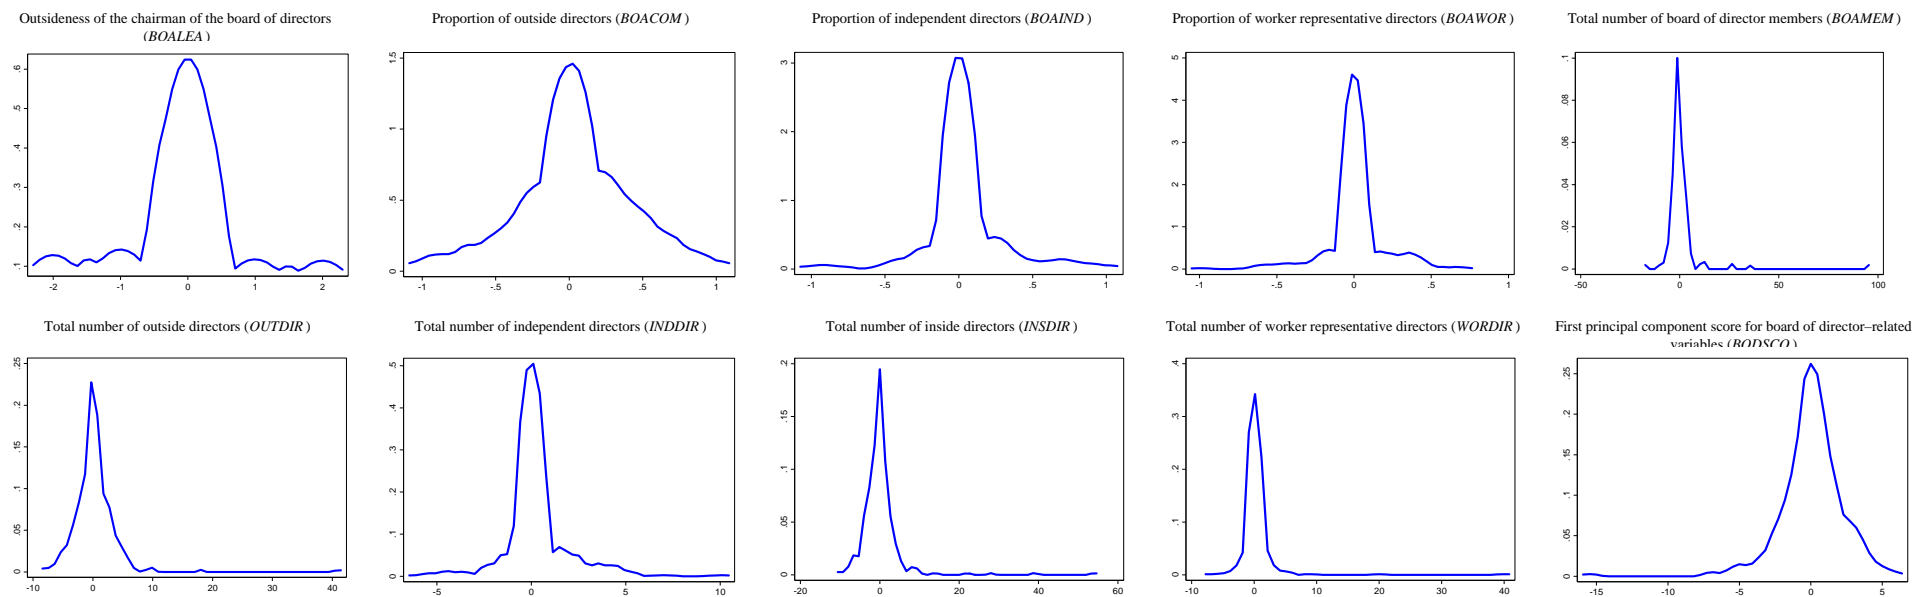 Outsideness of the chairman of the board of directors
(BOALEA )
.1 .2 .3 .4 .5 .6
-2 -1 0 1 2
Proportion of outside directors (BOACOM )
0 .5 1 1.5
-1 -.5 0 .5 1
Proportion of independent directors (BOAIND )
0 1 2 3
-1 -.5 0 .5 1
Proportion of worker representative directors (BOAWOR )
0 1 2 3 4 5
-1 -.5 0 .5 1
Total number of board of director members (BOAMEM )
0 .02 .04 .06 .08 .1
-50 0 50 100
Total number of outside directors (OUTDIR )
0 .05 .1 .15 .2 .25
-10 0 10 20 30 40
Total number of independent directors (INDDIR )
0 .1 .2 .3 .4 .5
-5 0 5 10
Total number of inside directors (INSDIR )
0 .05 .1 .15 .2
-20 0 20 40 60
Total number of worker representative directors (WORDIR )
0 .1 .2 .3 .4
-10 0 10 20 30 40
First principal component score for board of director–related
variables (BODSCO )
0 .05 .1 .15 .2 .25
-15 -10 -5 0 5